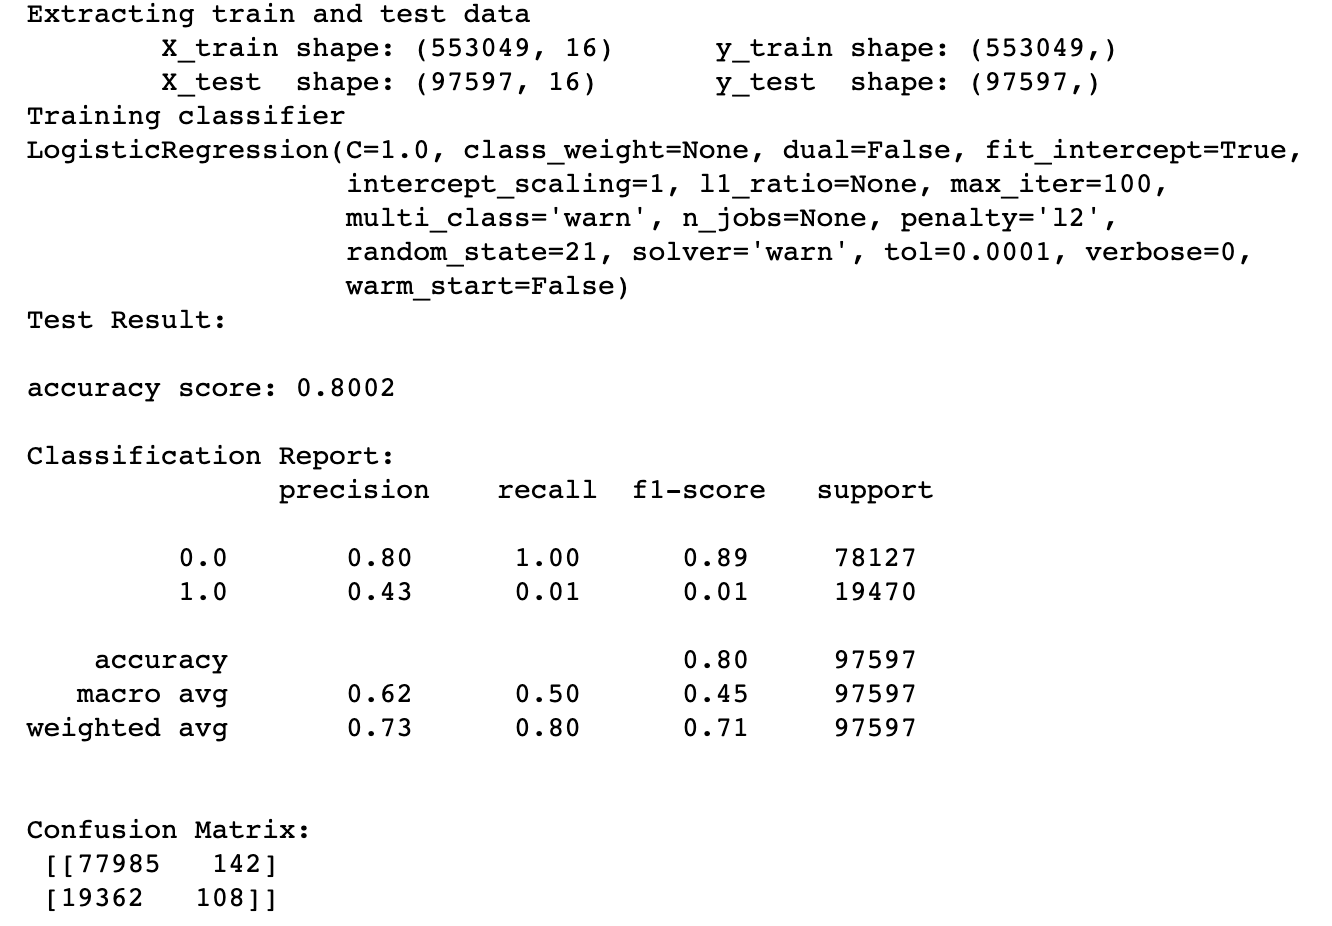 Extracting train and test data
X_train shape: (553049, 16) y_train shape: (553049,)
X_test shape: (97597, 16) y_test shape: (97597,)
Training classifier
LogisticRegression(C=1.0, class_weight=None, dual=False, fit_intercept=True,
intercept_scaling=1, l1_ratio=None, max_iter=100,
multi_class='warn', n_jobs=None, penalty='l2',
random_state=21, solver='warn', tol=0.0001, verbose=0,
warm_start=False)
Test Result:
accuracy score: 0.8002
Classification Report:
precision recall f1-score support
0.0 0.80 1.00 0.89 78127
1.0 0.43 0.01 0.01 19470
accuracy 0.80 97597
macro avg 0.62 0.50 0.45 97597
weighted avg 0.73 0.80 0.71 97597
Confusion Matrix:
[[77985 142]
[19362 108]]